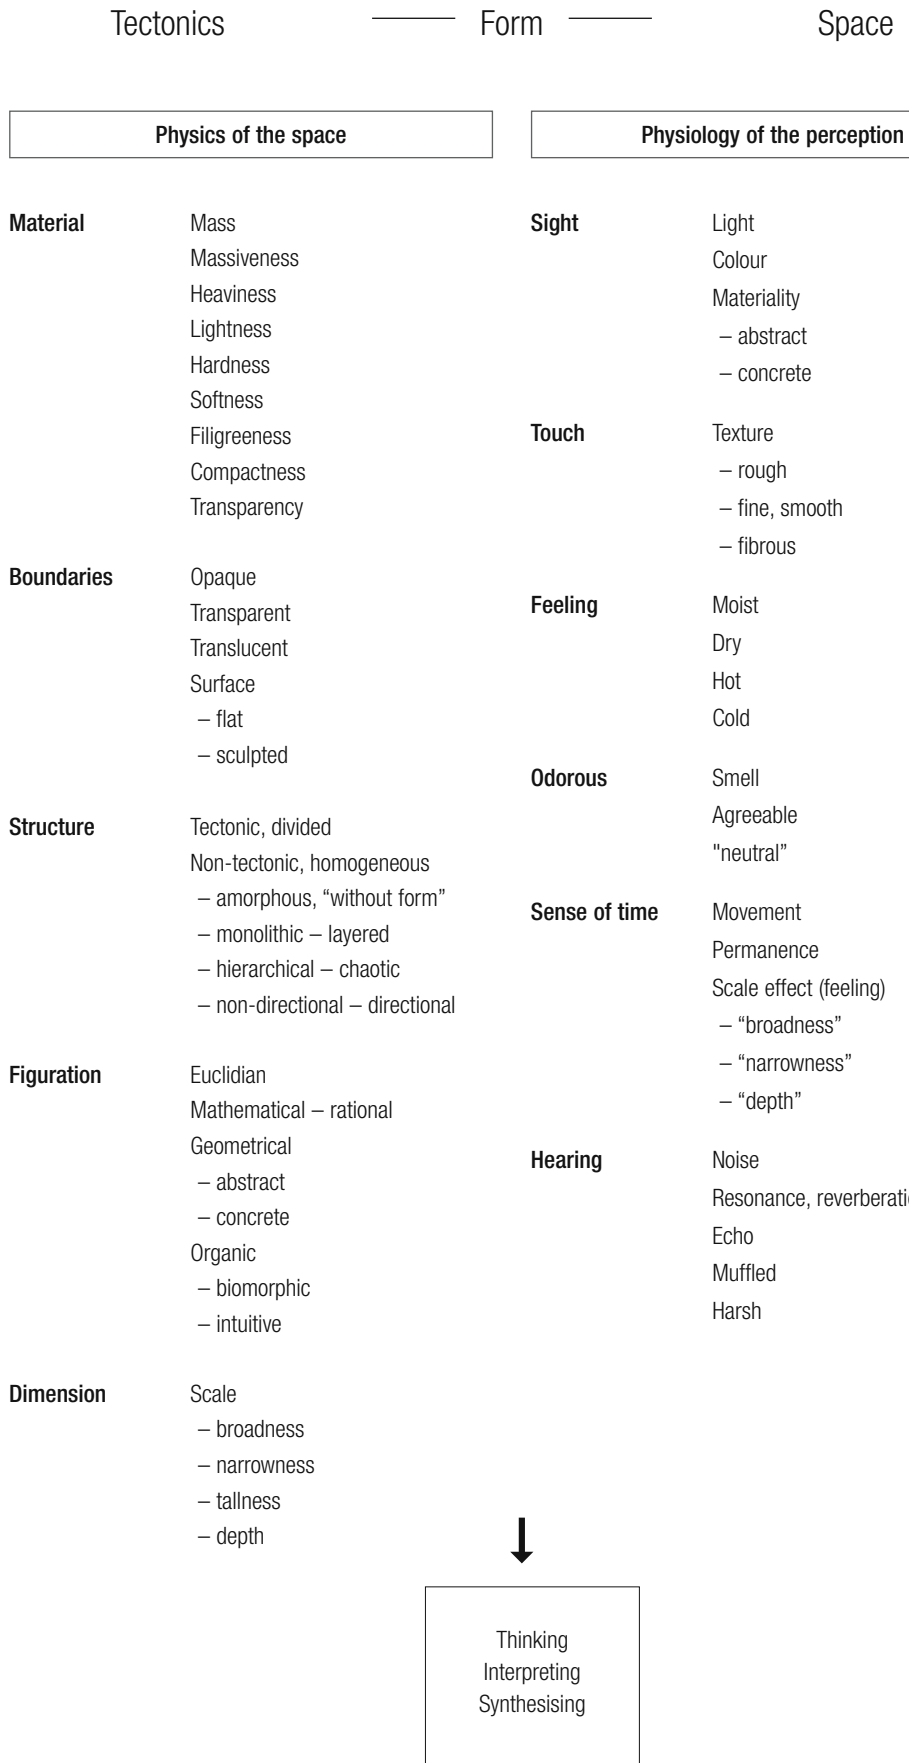 Tectonics — Form — Space
Physics of the space
Material Mass
Massiveness
Heaviness
Lightness
Hardness
Softness
Filigreeness
Compactness
Transparency
Boundaries Opaque
Transparent
Translucent
Surface
– flat
– sculpted
Structure Tectonic, divided
Non-tectonic, homogeneous
– amorphous, “without form”
– monolithic – layered
– hierarchical – chaotic
– non-directional – directional
Figuration Euclidian
Mathematical – rational
Geometrical
– abstract
– concrete
Organic
– biomorphic
– intuitive
Dimension Scale
– broadness
– narrowness
– tallness
– depth
Physiology of the perception
Sight Light
Colour
Materiality
– abstract
– concrete
Touch Texture
– rough
– fine, smooth
– fibrous
Feeling Moist
Dry
Hot
Cold
Odorous Smell
Agreeable
"neutral”
Sense of time Movement
Permanence
Scale effect (feeling)
– “broadness”
– “narrowness”
– “depth”
Hearing Noise
Resonance,
Echo
Muffled
Harsh
Thinking
Interpreting
Synthesising